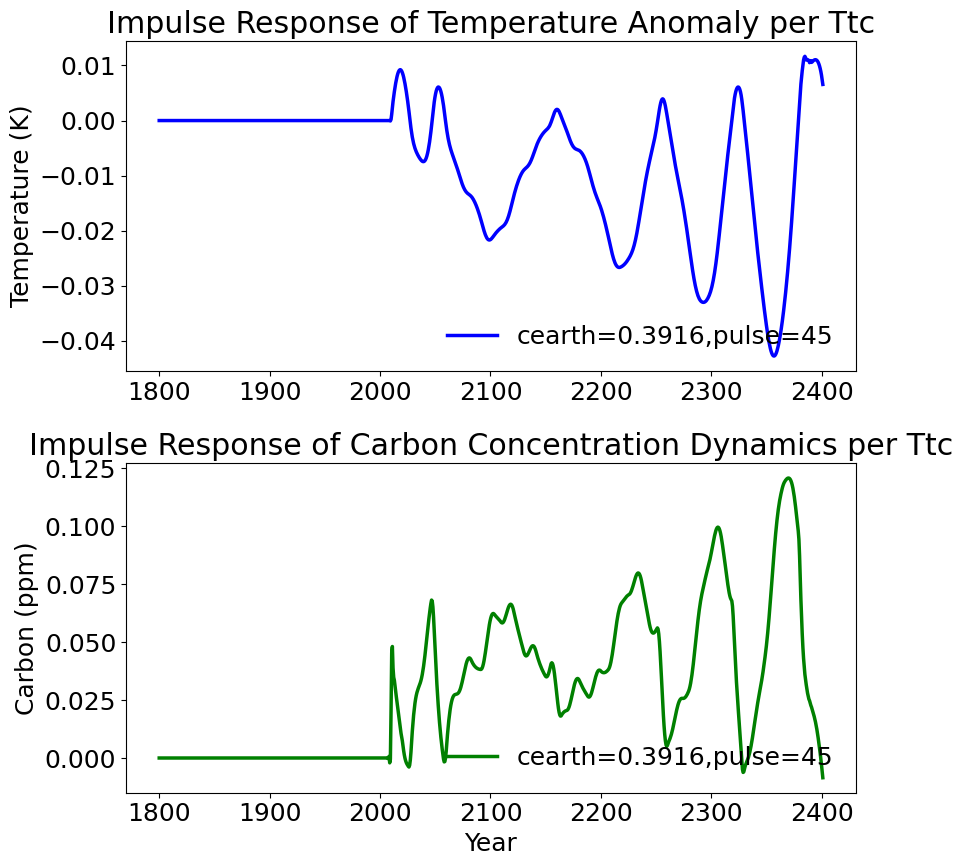 Impulse Response of Temperature Anomaly per Ttc
0.01
0.00
−0.01
−0.02
−0.03
−0.04
Temperature (K)
cearth=0.3916,pulse=45
1800 1900 2000 2100 2200 2300 2400
Impulse Response of Carbon Concentration Dynamics per Ttc
0.125
0.100
0.075
0.050
0.025
0.000
Carbon (ppm)
cearth=0.3916,pulse=45
1800 1900 2000 2100 2200 2300 2400
Year